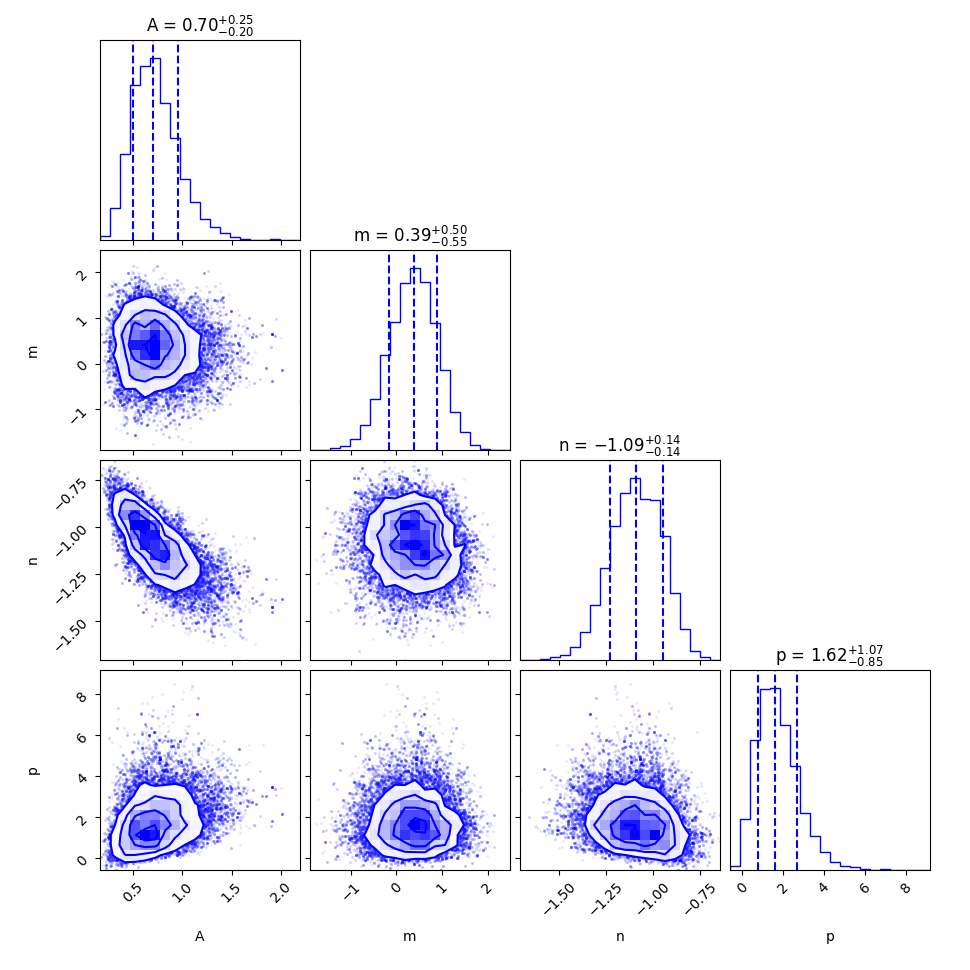 A = 0.70+0.25−0.20
m = 0.39+0.50−0.55
2
1
0
−1
m
n = −1.09+0.14−0.14
−0.75
−1.00
−1.25
−1.50
n
p = 1.62+1.07−0.85
8
6
4
2
0
p
0.5 1.0 1.5 2.0
−1 0 1 2
−1.50 −1.25 −1.00 −0.75
0 2 4 6 8
A m n p